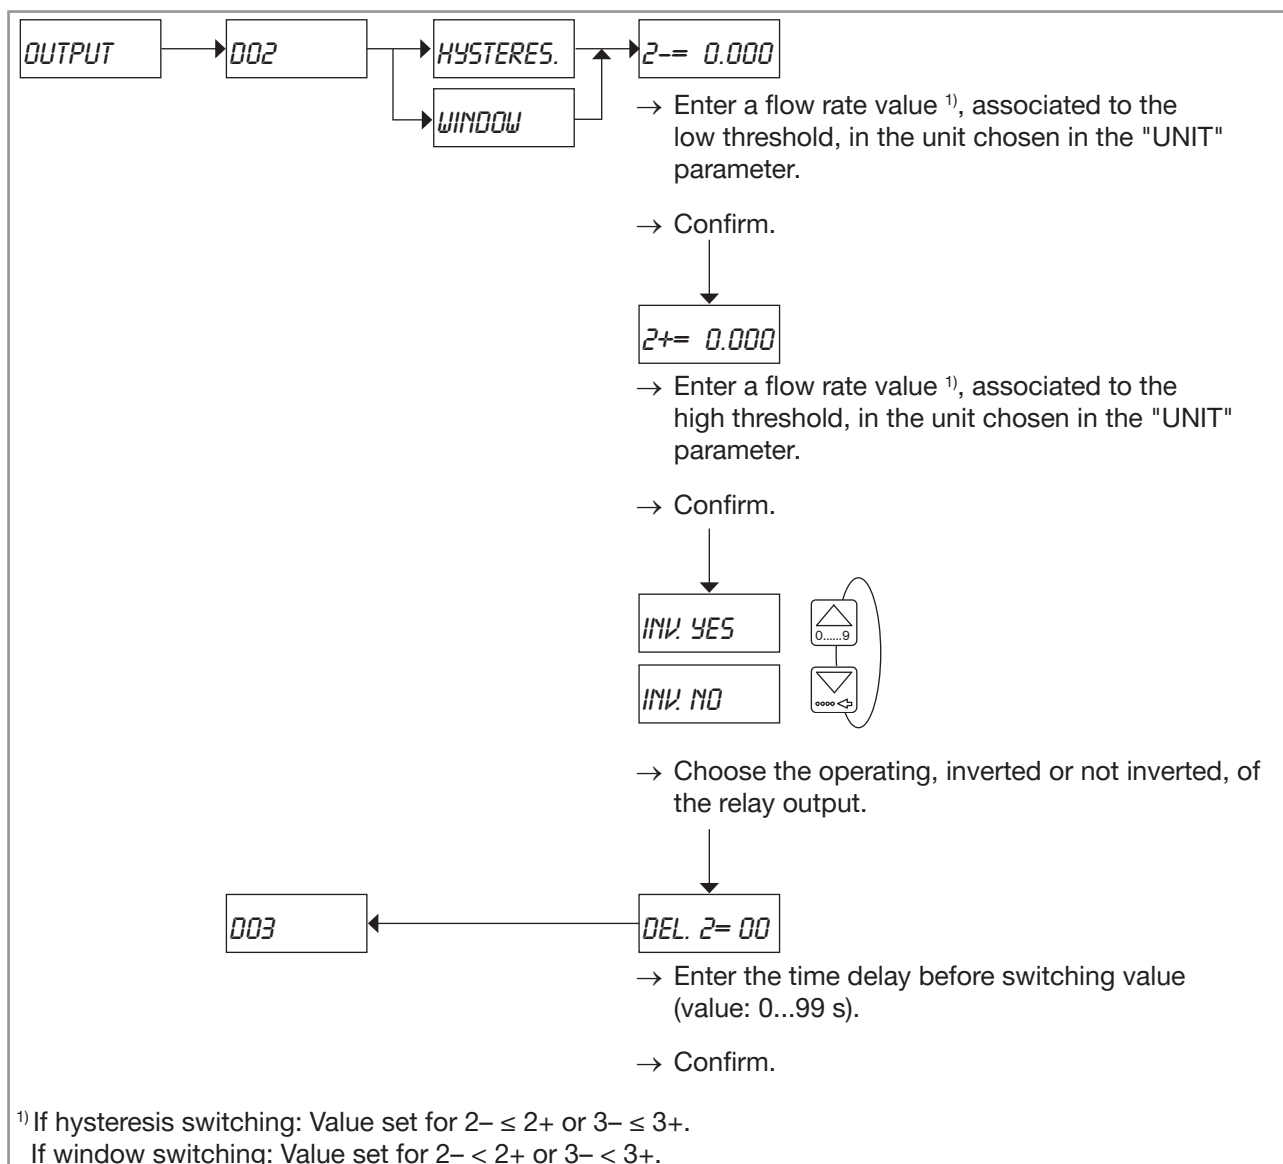 OUTPUT
DO2
HYSTERES.
2-= 0.000
WINDOW
→ Enter a flow rate value 1), associated to the
low threshold, in the unit chosen in the "UNIT"
parameter.
→ Confirm.
2+= 0.000
→ Enter a flow rate value 1), associated to the
high threshold, in the unit chosen in the "UNIT"
parameter.
→ Confirm.
INV. YES
0......9
INV. NO
→ Choose the operating, inverted or not inverted, of
the relay output.
DO3
DEL. 2= 00
→ Enter the time delay before switching value
(value: 0...99 s).
→ Confirm.
1) If hysteresis switching: Value set for 2– ≤ 2+ or 3– ≤ 3+.
If window switching: Value set for 2– < 2+ or 3– < 3+.